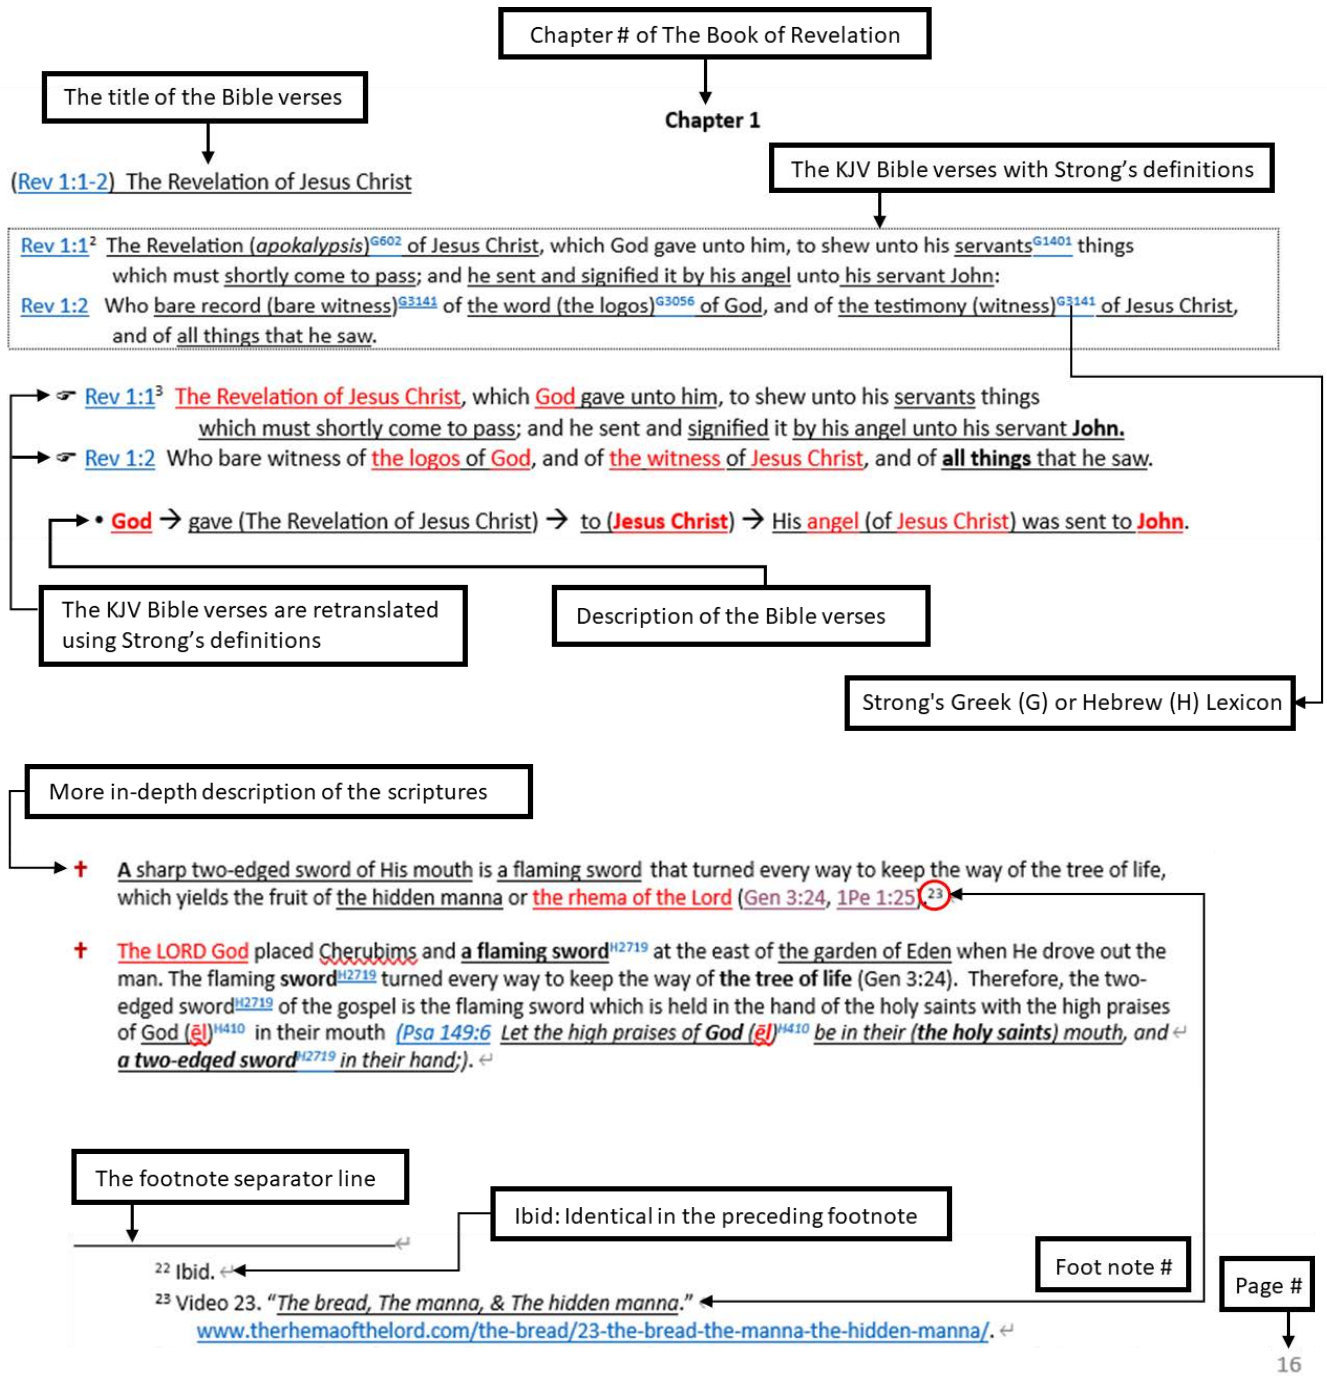 Chapter # of The Book of Revelation
The title of the Bible verses
Chapter 1
The KJV Bible verses with Strong's definitions
(Rev 1:1-2) The Revelation of Jesus Christ
Rev 1:1² The Revelation (apokalypsis)G602 of Jesus Christ, which God gave unto him, to shew unto his servantsG1401 things
which must shortly come to pass; and he sent and signified it by his angel unto his servant John:
Rev 1:2 Who bare record (bare witness)G3141 of the word (the logos)G3056 of God, and of the testimony (witness)G3141 of Jesus Christ,
and of all things that he saw.
☞ Rev 1:1³ The Revelation of Jesus Christ, which God gave unto him, to shew unto his servants things
which must shortly come to pass; and he sent and signified it by his angel unto his servant John.
☞ Rev 1:2 Who bare witness of the logos of God, and of the witness of Jesus Christ, and of all things that he saw.
• God → gave (The Revelation of Jesus Christ) → to (Jesus Christ) → His angel (of Jesus Christ) was sent to John.
The KJV Bible verses are retranslated
using Strong's definitions
Description of the Bible verses
Strong's Greek (G) or Hebrew (H) Lexicon
More in-depth description of the scriptures
✝ A sharp two-edged sword of His mouth is a flaming sword that turned every way to keep the way of the tree of life,
which yields the fruit of the hidden manna or the rhema of the Lord (Gen 3:24, 1Pe 1:25).²³
✝ The LORD God placed Cherubims and a flaming swordH2719 at the east of the garden of Eden when He drove out the
man. The flaming swordH2719 turned every way to keep the way of the tree of life (Gen 3:24). Therefore, the two-
edged swordH2719 of the gospel is the flaming sword which is held in the hand of the holy saints with the high praises
of God (ēl)H410 in their mouth (Psa 149:6 Let the high praises of God (ēl)H410 be in their (the holy saints) mouth, and ↵
a two-edged swordH2719 in their hand;). ↵
The footnote separator line
Ibid: Identical in the preceding footnote
Foot note #
Page #
²² Ibid. ↵
²³ Video 23. "The bread, The manna, & The hidden manna."
www.therhemaofthelord.com/the-bread/23-the-bread-the-manna-the-hidden-manna/. ↵
16